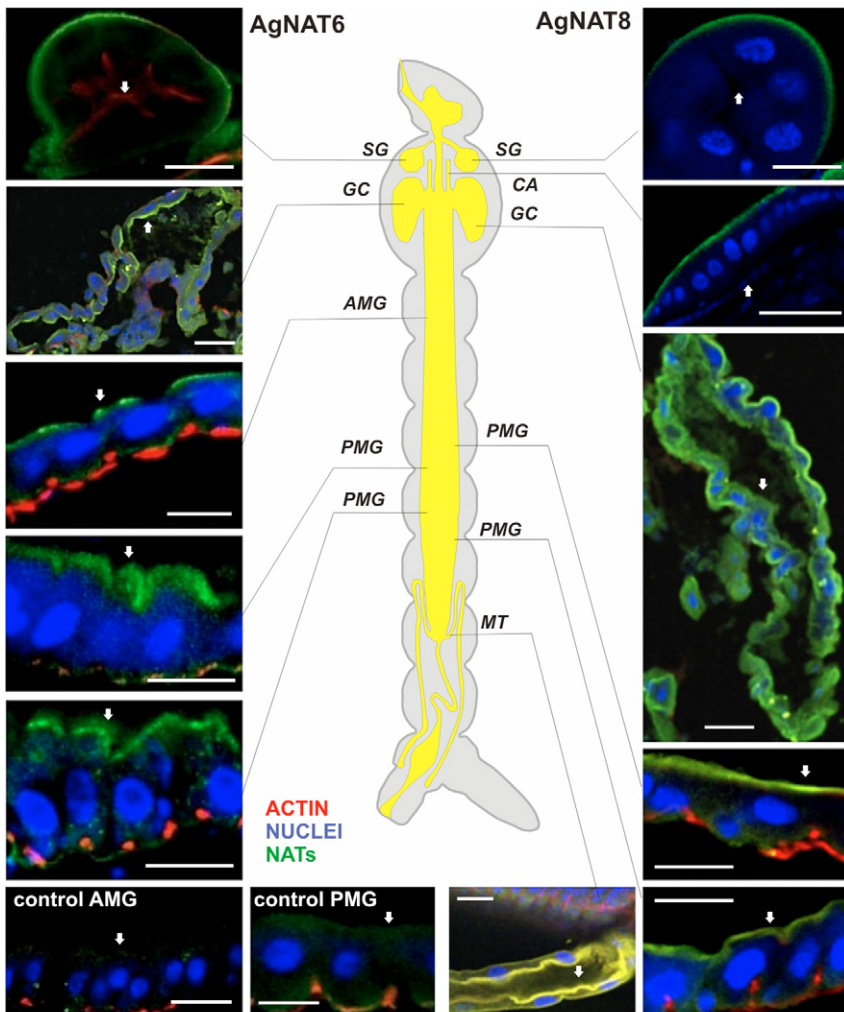 AgNAT6
AgNAT8
SG
SG
GC
CA
GC
AMG
PMG
PMG
PMG
PMG
MT
ACTIN
NUCLEI
NATs
control AMG
control PMG